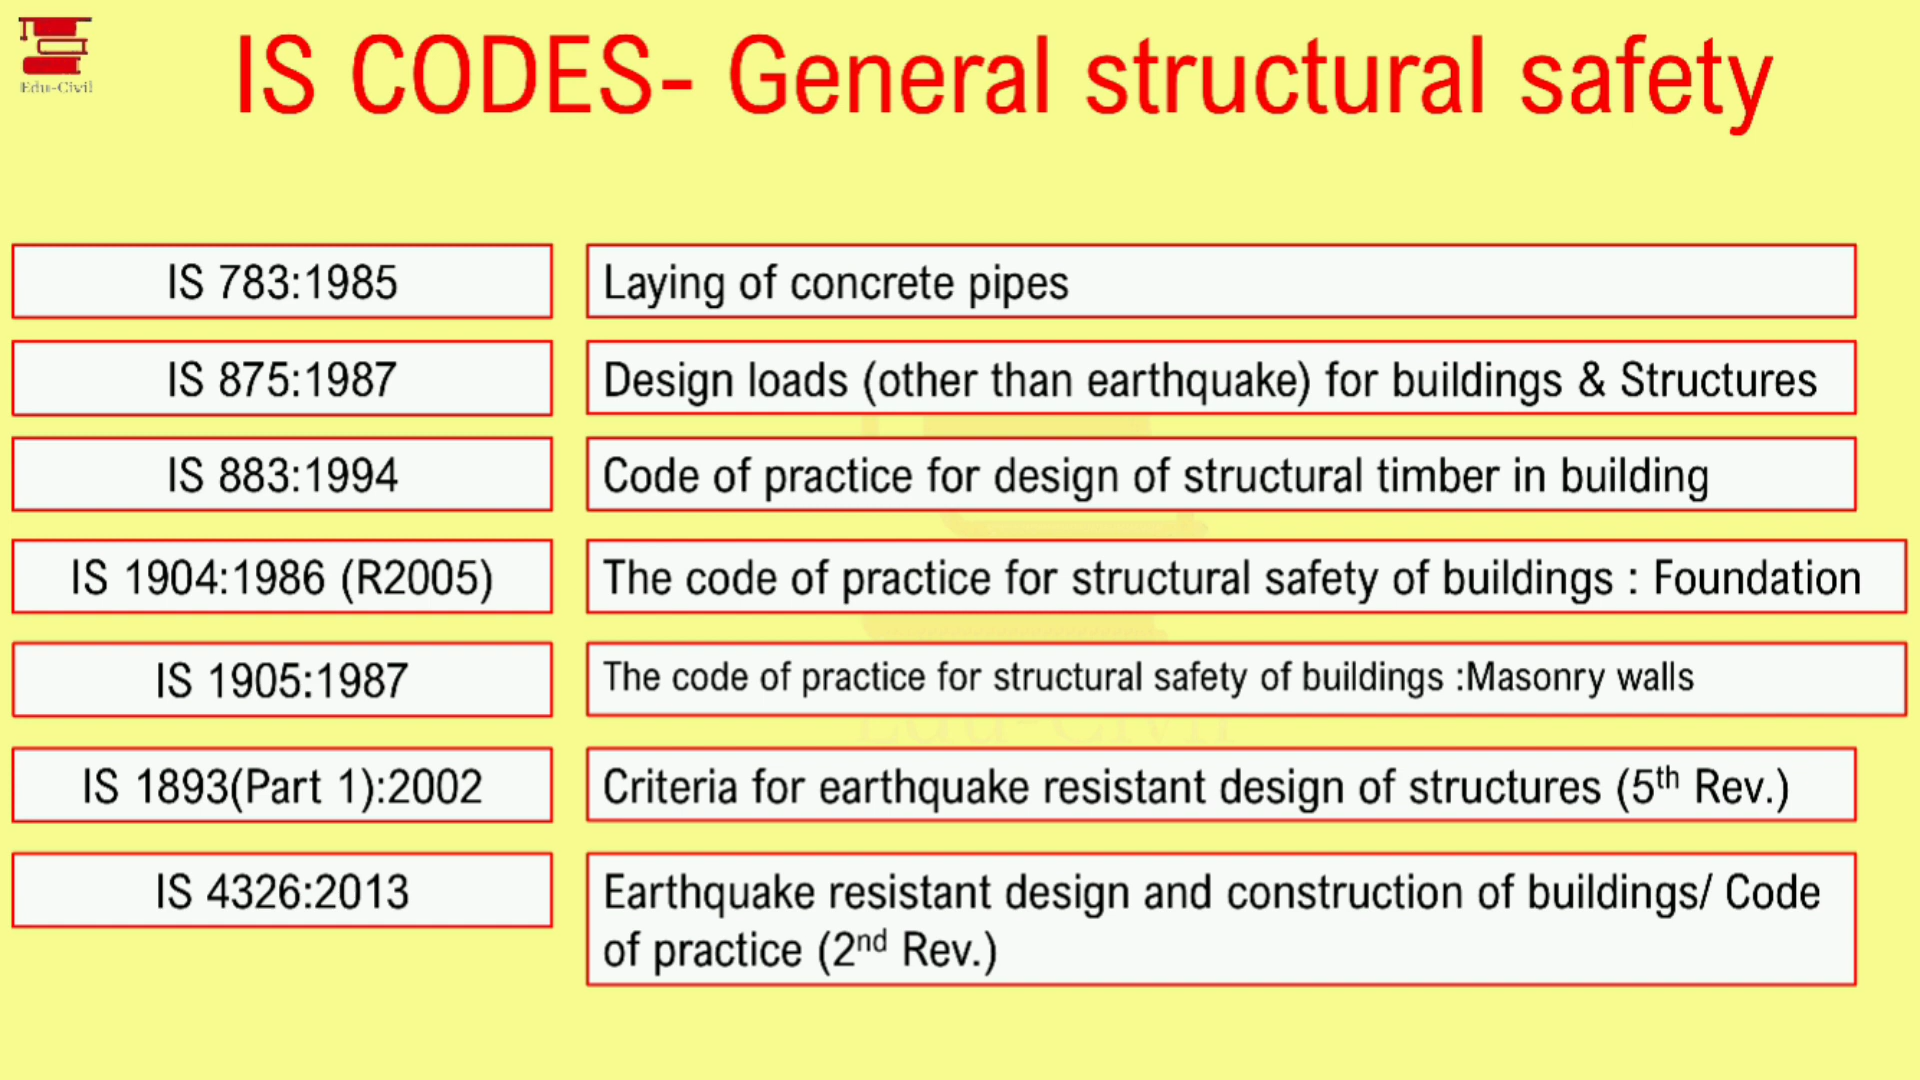 Edu-Civil
IS CODES- General structural safety
IS 783:1985
Laying of concrete pipes
IS 875:1987
Design loads (other than earthquake) for buildings & Structures
IS 883:1994
Code of practice for design of structural timber in building
IS 1904:1986 (R2005)
The code of practice for structural safety of buildings : Foundation
IS 1905:1987
The code of practice for structural safety of buildings :Masonry walls
Edu-Civil
IS 1893(Part 1):2002
Criteria for earthquake resistant design of structures (5th Rev.)
IS 4326:2013
Earthquake resistant design and construction of buildings/ Code
of practice (2nd Rev.)